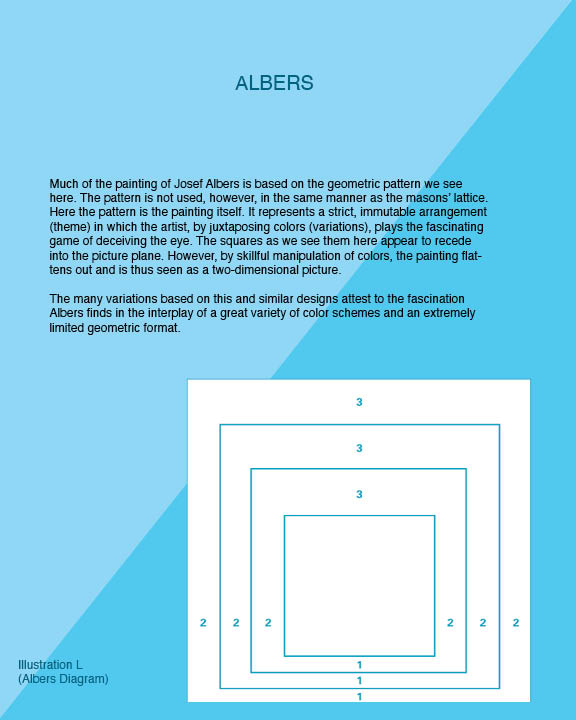 ALBERS
Much of the painting of Josef Albers is based on the geometric pattern we see
here. The pattern is not used, however, in the same manner as the masons' lattice.
Here the pattern is the painting itself. It represents a strict, immutable arrangement
(theme) in which the artist, by juxtaposing colors (variations), plays the fascinating
game of deceiving the eye. The squares as we see them here appear to recede
into the picture plane. However, by skillful manipulation of colors, the painting flat-
tens out and is thus seen as a two-dimensional picture.
The many variations based on this and similar designs attest to the fascination
Albers finds in the interplay of a great variety of color schemes and an extremely
limited geometric format.
3
3
3
2 2 2 2 2 2
1
1
1
Illustration L
(Albers Diagram)